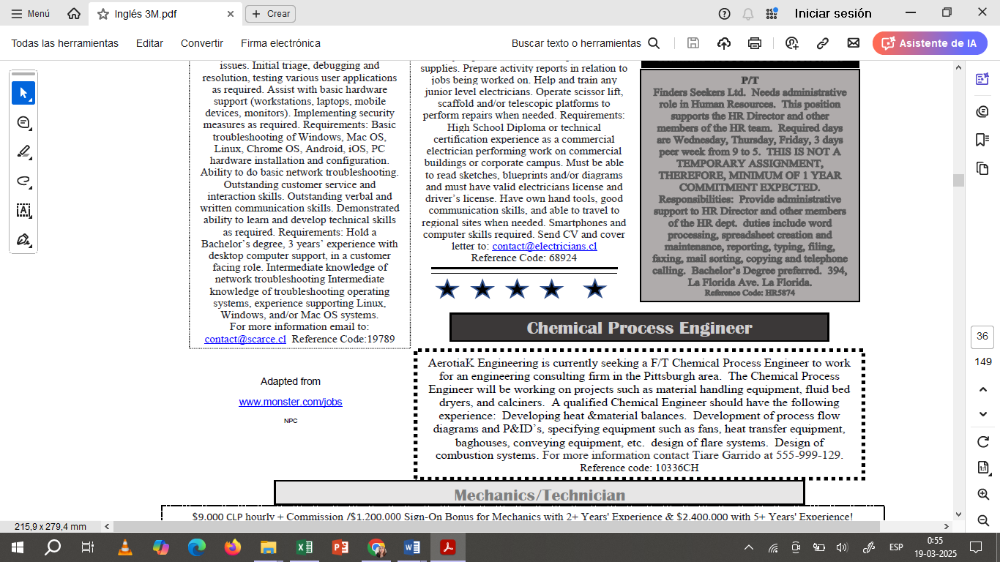 Menú
Inglés 3M.pdf
Crear
Iniciar sesión
Todas las herramientas
Editar
Convertir
Firma electrónica
Buscar texto o herramientas
Asistente de IA
issues. Initial triage, debugging and
resolution, testing various user applications
as required. Assist with basic hardware
support (workstations, laptops, mobile
devices, monitors). Implementing security
measures as required. Requirements: Basic
troubleshooting of Windows, Mac OS,
Linux, Chrome OS, Android, iOS, PC
hardware installation and configuration.
Ability to do basic network troubleshooting.
Outstanding customer service and
interaction skills. Outstanding verbal and
written communication skills. Demonstrated
ability to learn and develop technical skills
as required. Requirements: Hold a
Bachelor's degree, 3 years' experience with
desktop computer support, in a customer
facing role. Intermediate knowledge of
network troubleshooting Intermediate
knowledge of troubleshooting operating
systems, experience supporting Linux,
Windows, and/or Mac OS systems.
For more information email to:
contact@scarce.cl Reference Code:19789
Adapted from
www.monster.com/jobs
NPC
supplies. Prepare activity reports in relation to
jobs being worked on. Help and train any
junior level electricians. Operate scissor lift,
scaffold and/or telescopic platforms to
perform repairs when needed. Requirements:
High School Diploma or technical
certification experience as a commercial
electrician performing work on commercial
buildings or corporate campus. Must be able
to read sketches, blueprints and/or diagrams
and must have valid electricians license and
driver's license. Have own hand tools, good
communication skills, and able to travel to
regional sites when needed. Smartphones and
computer skills required. Send CV and cover
letter to: contact@electricians.cl
Reference Code: 68924
P/T
Finders Seekers Ltd. Needs administrative
role in Human Resources. This position
supports the HR Director and other
members of the HR team. Required days
are Wednesday, Thursday, Friday, 3 days
peer week from 9 to 5. THIS IS NOT A
TEMPORARY ASSIGNMENT,
THEREFORE, MINIMUM OF 1 YEAR
COMMITMENT EXPECTED.
Responsibilities: Provide administrative
support to HR Director and other members
of the HR dept. duties include word
processing, spreadsheet creation and
maintenance, reporting, typing, filing,
faxing, mail sorting, copying and telephone
calling. Bachelor's Degree preferred. 394,
La Florida Ave. La Florida.
Reference Code: HR5874
Chemical Process Engineer
AerotiaK Engineering is currently seeking a F/T Chemical Process Engineer to work
for an engineering consulting firm in the Pittsburgh area. The Chemical Process
Engineer will be working on projects such as material handling equipment, fluid bed
dryers, and calciners. A qualified Chemical Engineer should have the following
experience: Developing heat &material balances. Development of process flow
diagrams and P&ID's, specifying equipment such as fans, heat transfer equipment,
baghouses, conveying equipment, etc. design of flare systems. Design of
combustion systems. For more information contact Tiare Garrido at 555-999-129.
Reference code: 10336CH
Mechanics/Technician
$9.000 CLP hourly + Commission /$1.200.000 Sign-On Bonus for Mechanics with 2+ Years' Experience & $2.400.000 with 5+ Years' Experience!
36
149
1:1
215,9 x 279,4 mm
ESP
0:55
19-03-2025